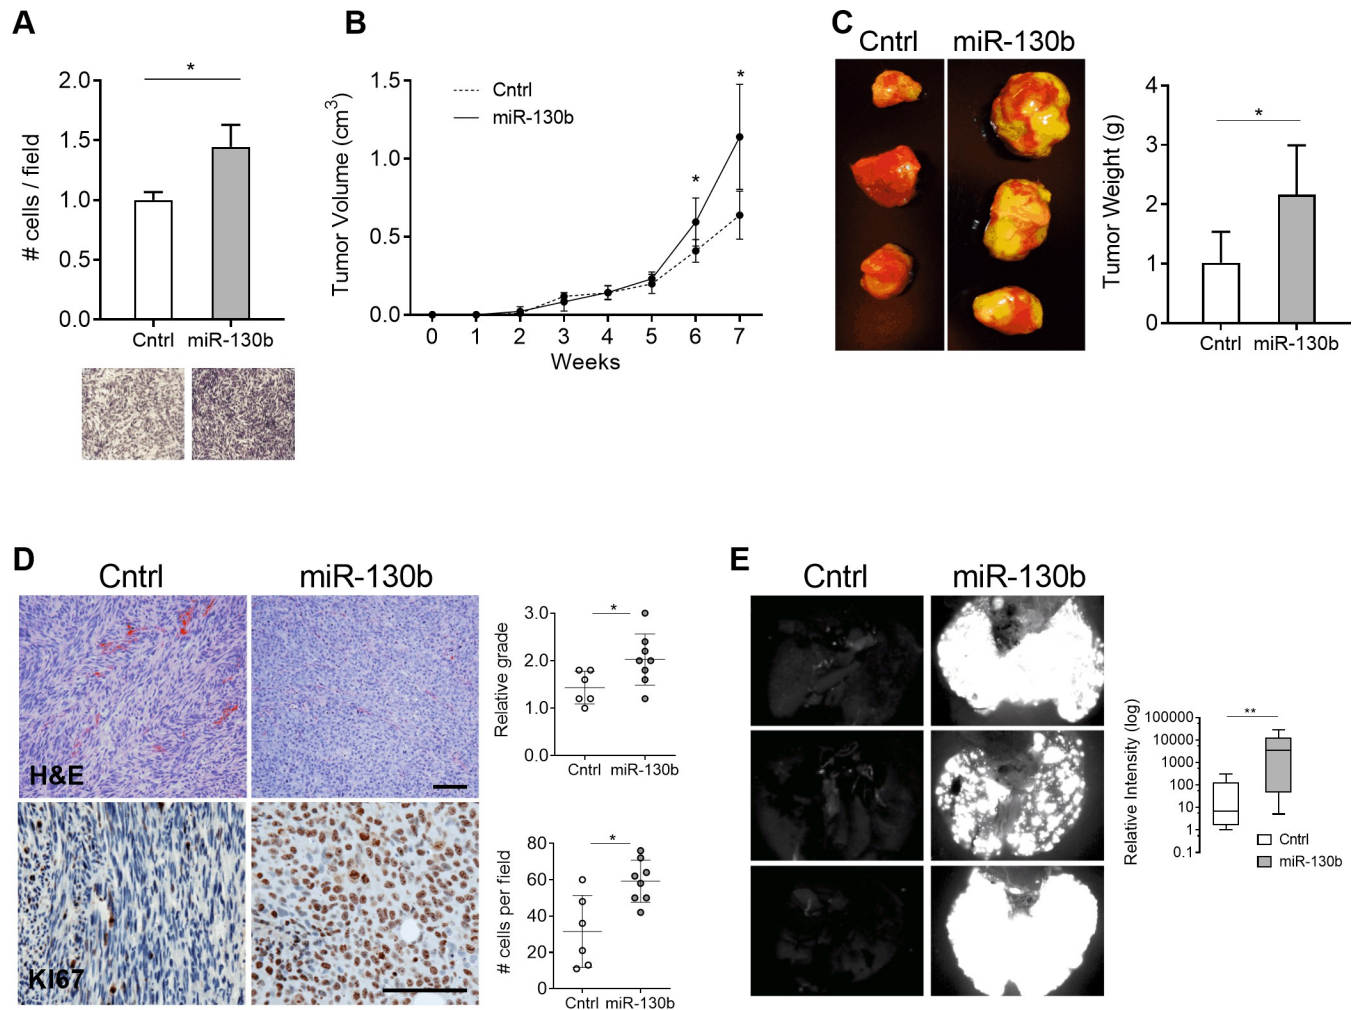 A
# cells / field
2.0
1.5
1.0
0.5
0.0
*
Cntrl
miR-130b
B
Tumor Volume (cm3)
1.5
1.0
0.5
0.0
Cntrl
miR-130b
*
*
0 1 2 3 4 5 6 7
Weeks
C
Cntrl
miR-130b
Tumor Weight (g)
4
3
2
1
0
*
Cntrl
miR-130b
D
Cntrl
miR-130b
H&E
KI67
Relative grade
3.0
2.0
1.0
0.0
*
Cntrl
miR-130b
# cells per field
80
60
40
20
0
*
Cntrl
miR-130b
E
Cntrl
miR-130b
Relative Intensity (log)
100000
10000
1000
100
10
1
0.1
**
Cntrl
miR-130b